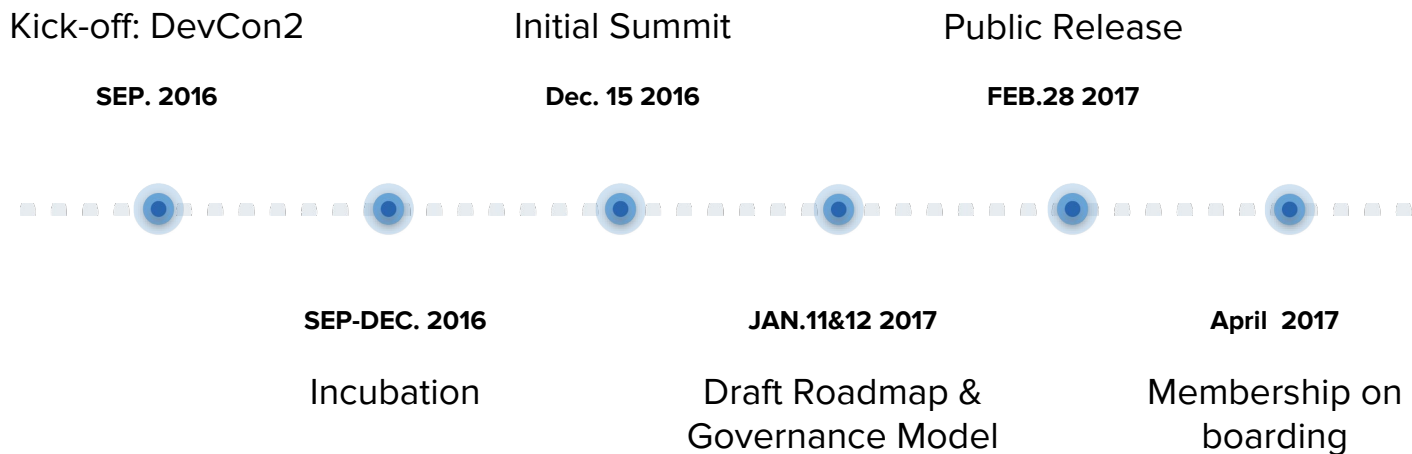 Kick-off: DevCon2
SEP. 2016
Initial Summit
Dec. 15 2016
Public Release
FEB.28 2017
SEP-DEC. 2016
Incubation
JAN.11&12 2017
Draft Roadmap &
Governance Model
April 2017
Membership on
boarding